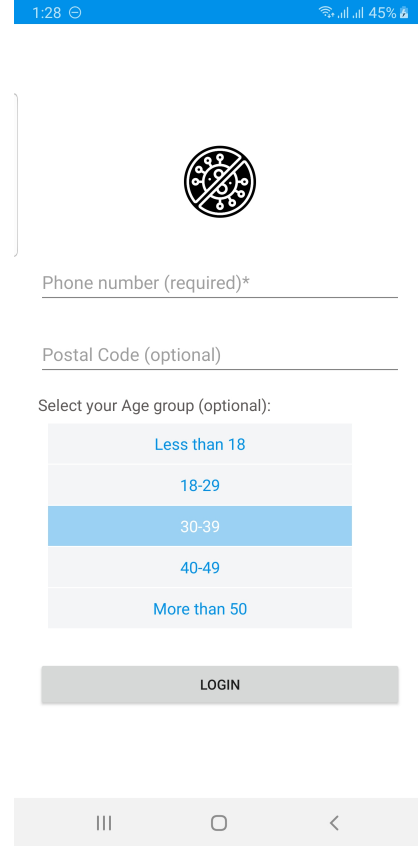 1:28 45%
Phone number (required)*
Postal Code (optional)
Select your Age group (optional):
Less than 18
18-29
30-39
40-49
More than 50
LOGIN